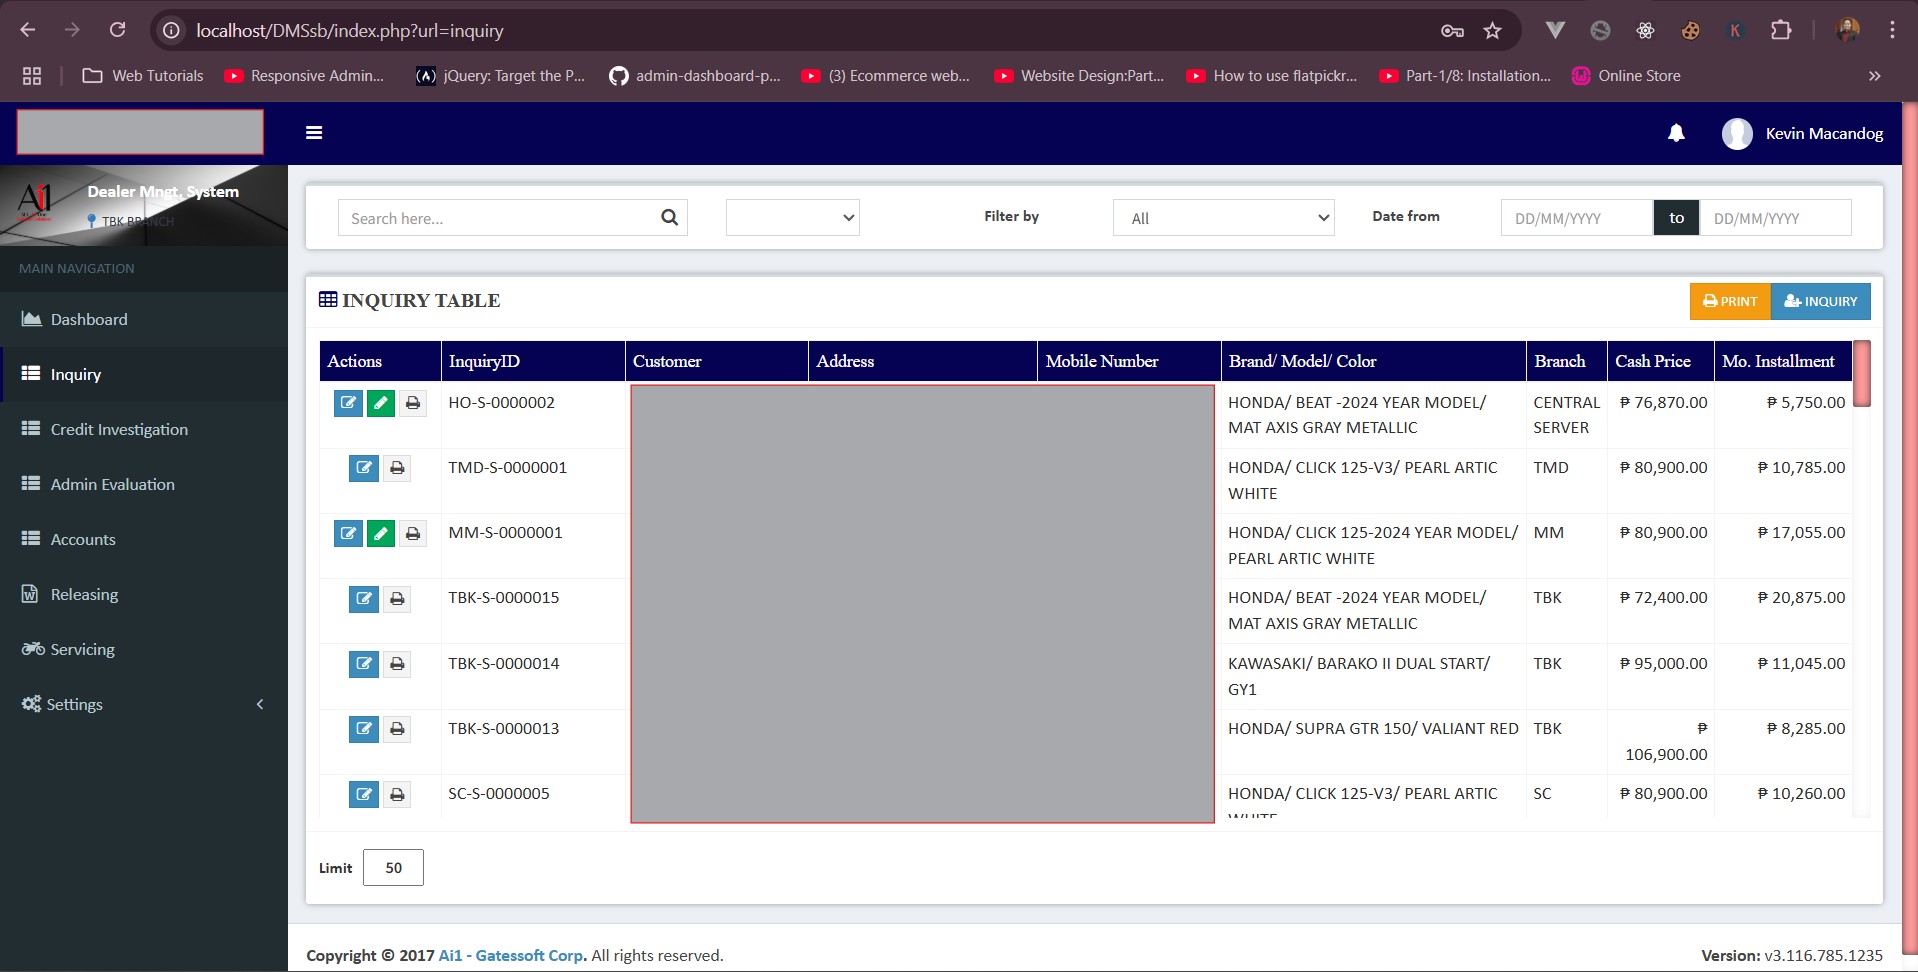 localhost/DMSsb/index.php?url=inquiry
Web Tutorials
Responsive Admin...
jQuery: Target the P...
admin-dashboard-p...
(3) Ecommerce web...
Website Design:Part...
How to use flatpickr...
Part-1/8: Installation...
Online Store
Kevin Macandog
Ai1
Dealer Mngt. System
TBK BRANCH
MAIN NAVIGATION
Dashboard
Inquiry
Credit Investigation
Admin Evaluation
Accounts
Releasing
Servicing
Settings
Search here...
Filter by
All
Date from
DD/MM/YYYY
to
DD/MM/YYYY
INQUIRY TABLE
PRINT
INQUIRY
Actions InquiryID Customer Address Mobile Number Brand/ Model/ Color Branch Cash Price Mo. Installment
HO-S-0000002 HONDA/ BEAT -2024 YEAR MODEL/ CENTRAL ₱ 76,870.00 ₱ 5,750.00
MAT AXIS GRAY METALLIC SERVER
TMD-S-0000001 HONDA/ CLICK 125-V3/ PEARL ARTIC TMD ₱ 80,900.00 ₱ 10,785.00
WHITE
MM-S-0000001 HONDA/ CLICK 125-2024 YEAR MODEL/ MM ₱ 80,900.00 ₱ 17,055.00
PEARL ARTIC WHITE
TBK-S-0000015 HONDA/ BEAT -2024 YEAR MODEL/ TBK ₱ 72,400.00 ₱ 20,875.00
MAT AXIS GRAY METALLIC
TBK-S-0000014 KAWASAKI/ BARAKO II DUAL START/ TBK ₱ 95,000.00 ₱ 11,045.00
GY1
TBK-S-0000013 HONDA/ SUPRA GTR 150/ VALIANT RED TBK ₱ ₱ 8,285.00
106,900.00
SC-S-0000005 HONDA/ CLICK 125-V3/ PEARL ARTIC SC ₱ 80,900.00 ₱ 10,260.00
WHITE
Limit 50
Copyright © 2017 Ai1 - Gatessoft Corp. All rights reserved.
Version: v3.116.785.1235